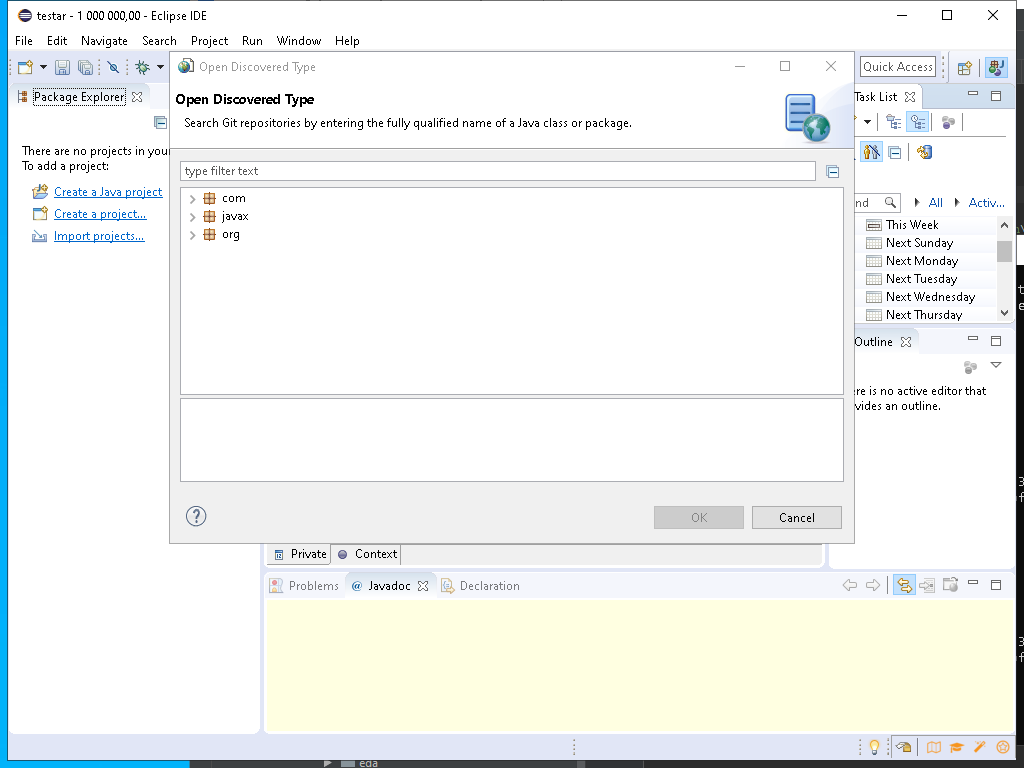 testar - 1 000 000,00 - Eclipse IDE
File Edit Navigate Search Project Run Window Help
Quick Access
Open Discovered Type
Open Discovered Type
Search Git repositories by entering the fully qualified name of a Java class or package.
type filter text
com
javax
org
OK
Cancel
Package Explorer
There are no projects in your
To add a project:
Create a Java project
Create a project...
Import projects...
Task List
nd
All
Activ...
This Week
Next Sunday
Next Monday
Next Tuesday
Next Wednesday
Next Thursday
Outline
ere is no active editor that
vides an outline.
Private
Context
Problems
@ Javadoc
Declaration
eda